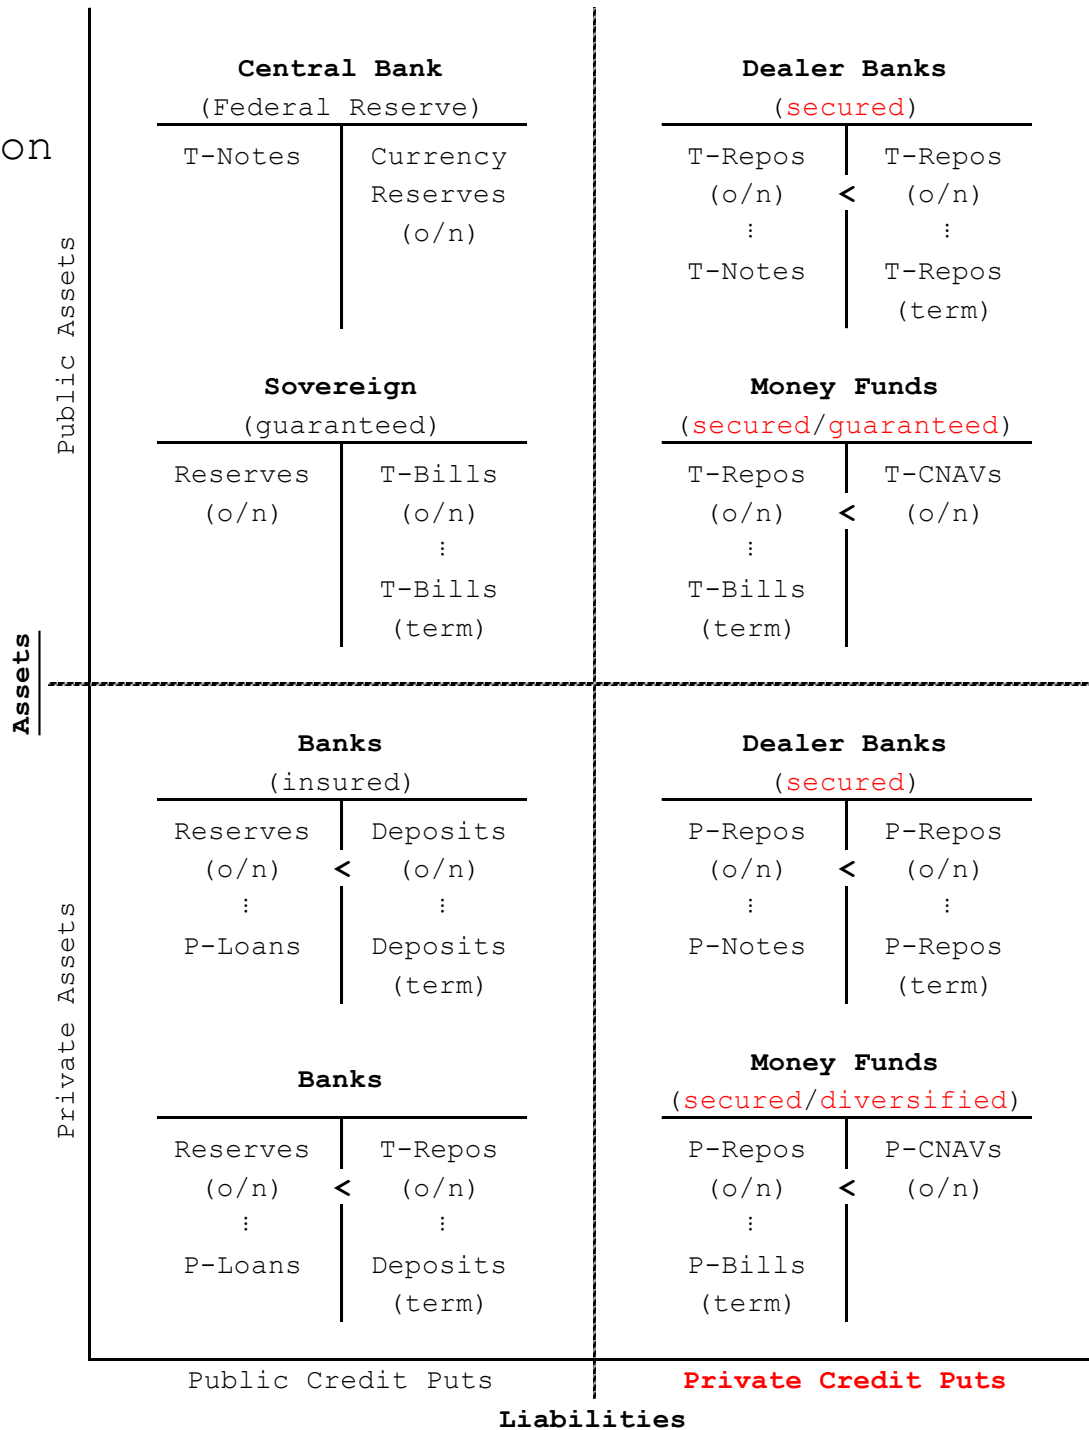 on
Public Assets
Assets
Private Assets
Central Bank
(Federal Reserve)
T-Notes
Currency
Reserves
(o/n)
Dealer Banks
(secured)
T-Repos
(o/n)
⋮
T-Notes
<
T-Repos
(o/n)
⋮
T-Repos
(term)
Sovereign
(guaranteed)
Reserves
(o/n)
T-Bills
(o/n)
⋮
T-Bills
(term)
Money Funds
(secured/guaranteed)
T-Repos
(o/n)
⋮
T-Bills
(term)
<
T-CNAVs
(o/n)
Banks
(insured)
Reserves
(o/n)
⋮
P-Loans
<
Deposits
(o/n)
⋮
Deposits
(term)
Dealer Banks
(secured)
P-Repos
(o/n)
⋮
P-Notes
<
P-Repos
(o/n)
⋮
P-Repos
(term)
Banks
Reserves
(o/n)
⋮
P-Loans
<
T-Repos
(o/n)
⋮
Deposits
(term)
Money Funds
(secured/diversified)
P-Repos
(o/n)
⋮
P-Bills
(term)
<
P-CNAVs
(o/n)
Public Credit Puts
Private Credit Puts
Liabilities